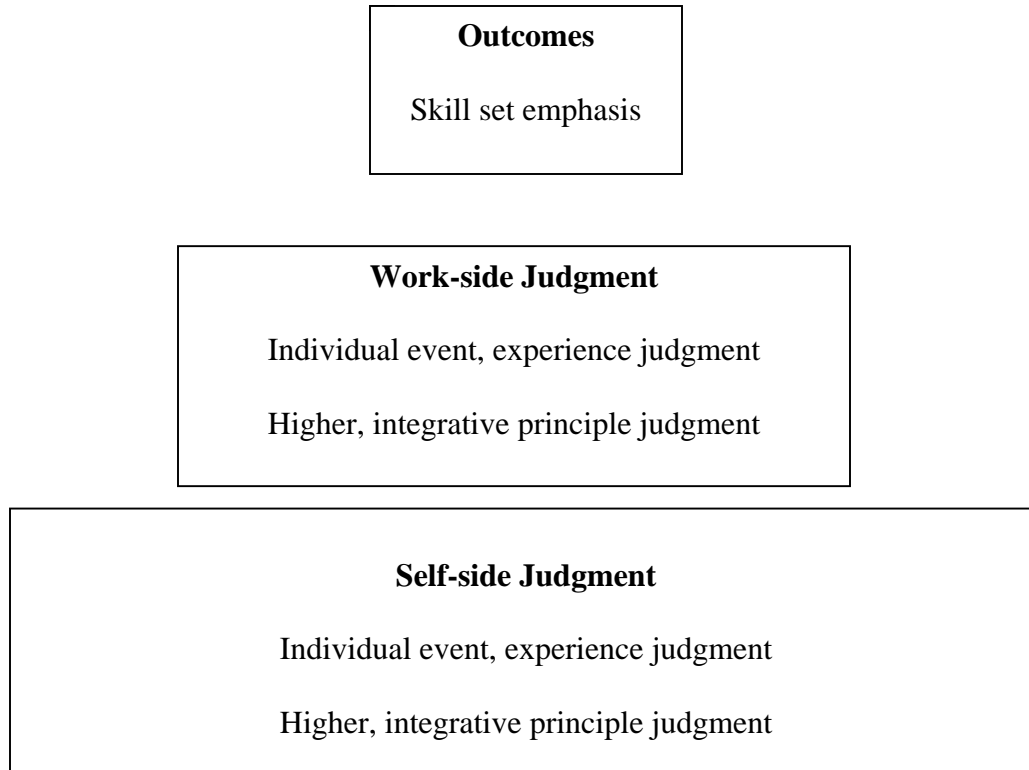 Outcomes
Skill set emphasis
Work-side Judgment
Individual event, experience judgment
Higher, integrative principle judgment
Self-side Judgment
Individual event, experience judgment
Higher, integrative principle judgment